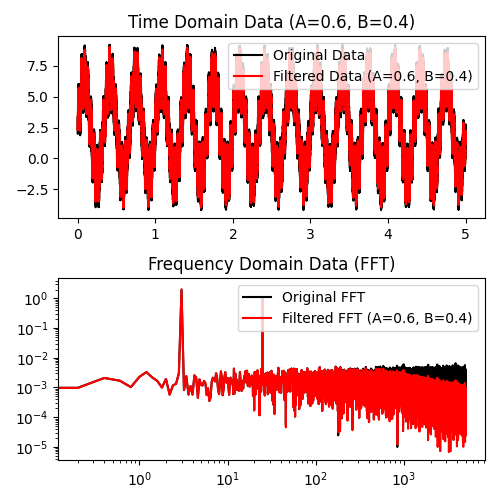 Time Domain Data (A=0.6, B=0.4)
Original Data
Filtered Data (A=0.6, B=0.4)
7.5
5.0
2.5
0.0
−2.5
0 1 2 3 4 5
Frequency Domain Data (FFT)
Original FFT
Filtered FFT (A=0.6, B=0.4)
10⁰
10⁻¹
10⁻²
10⁻³
10⁻⁴
10⁻⁵
10⁰ 10¹ 10² 10³